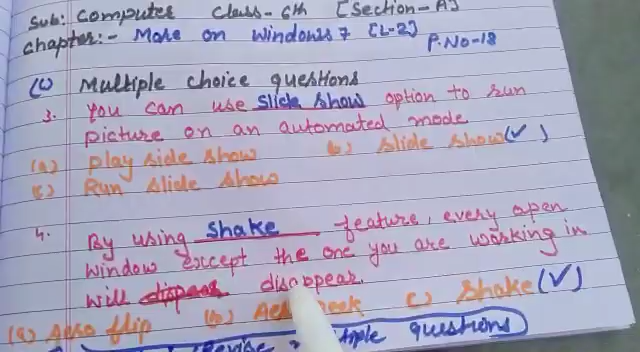 Sub: Computer Class-6th [Section-A]
Chapter:- More on Windows 7 [L-2]
P.No-18
(C) Multiple choice questions
3. You can use Slide Show option to run
picture on an automated mode
(a) Play side show (b) Slide show (✓)
(c) Run slide show
4. By using Shake feature, every open
window except the one you are working in
will disappear.
(a) Aero flip (b) Aero Peek c) Shake (✓)
questions